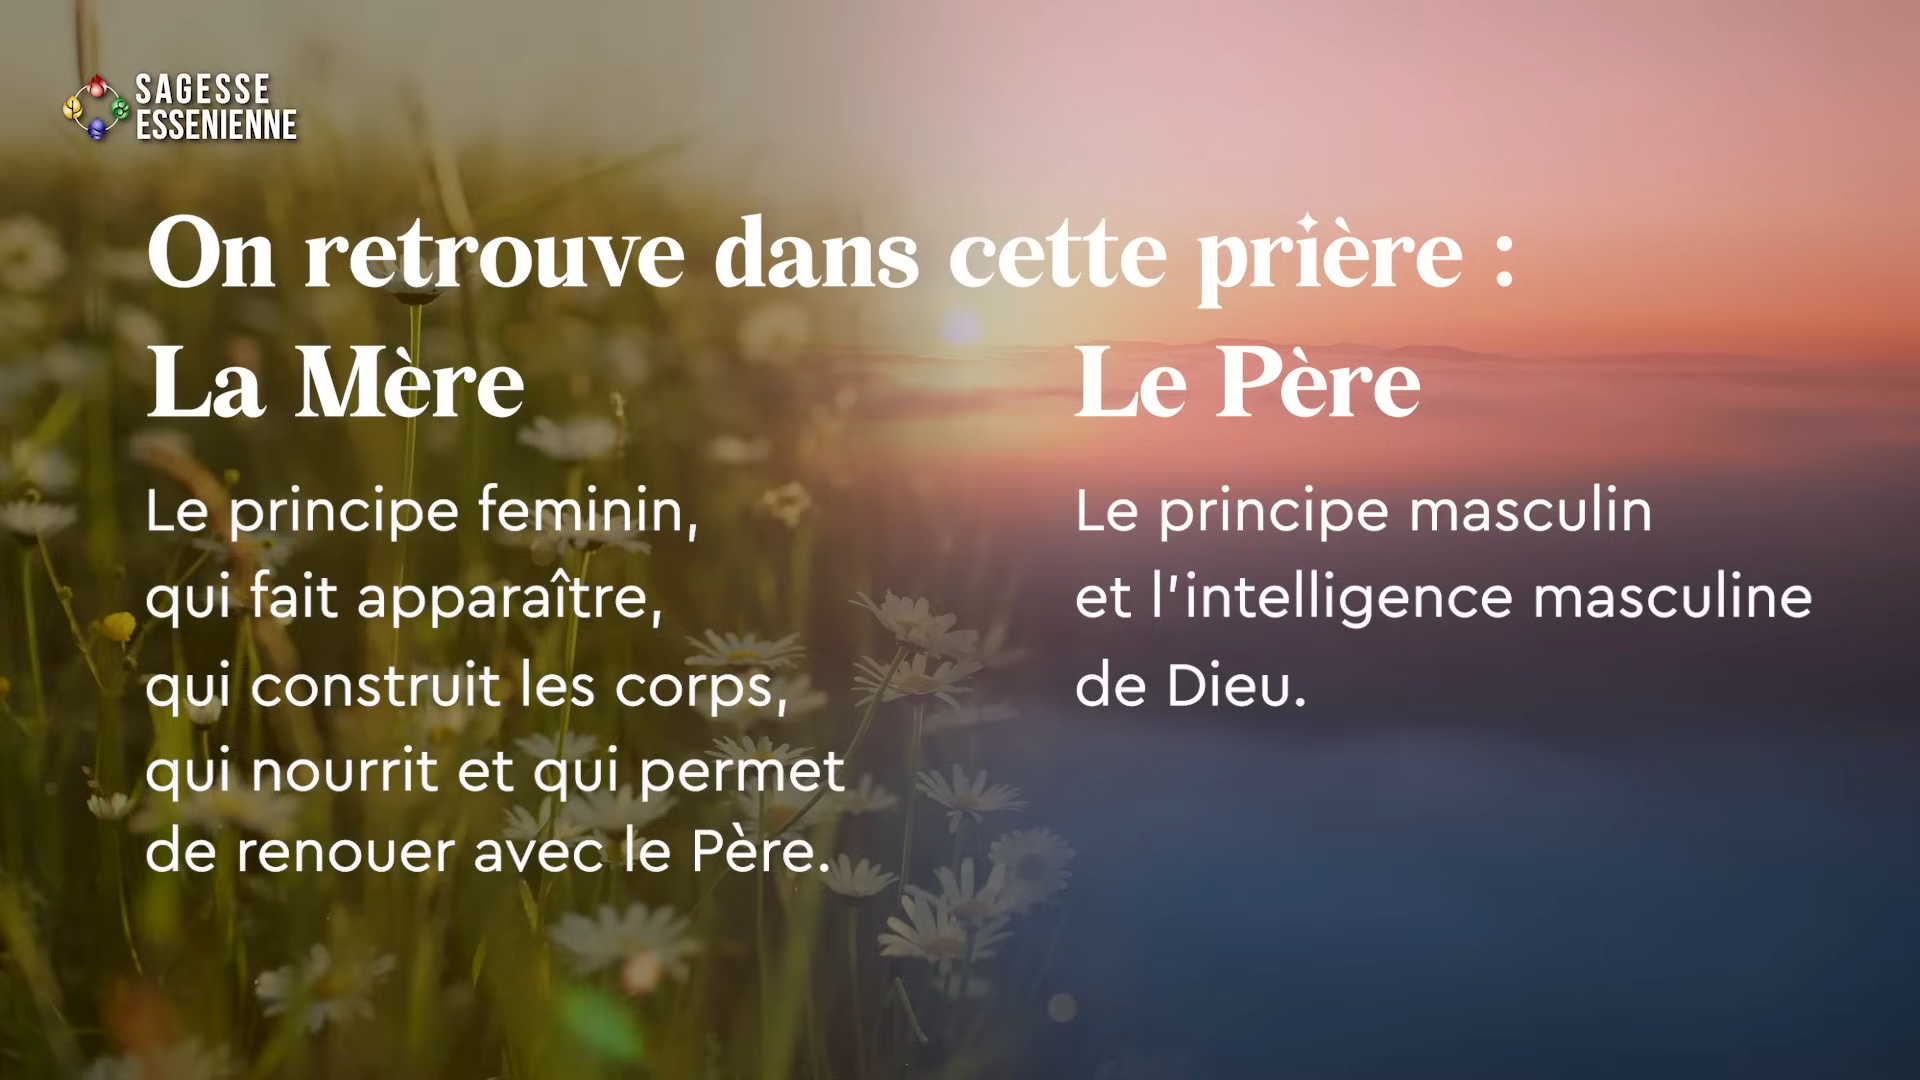 SAGESSE
ESSENIENNE
On retrouve dans cette prière :
La Mère
Le principe feminin,
qui fait apparaître,
qui construit les corps,
qui nourrit et qui permet
de renouer avec le Père.
Le Père
Le principe masculin
et l'intelligence masculine
de Dieu.